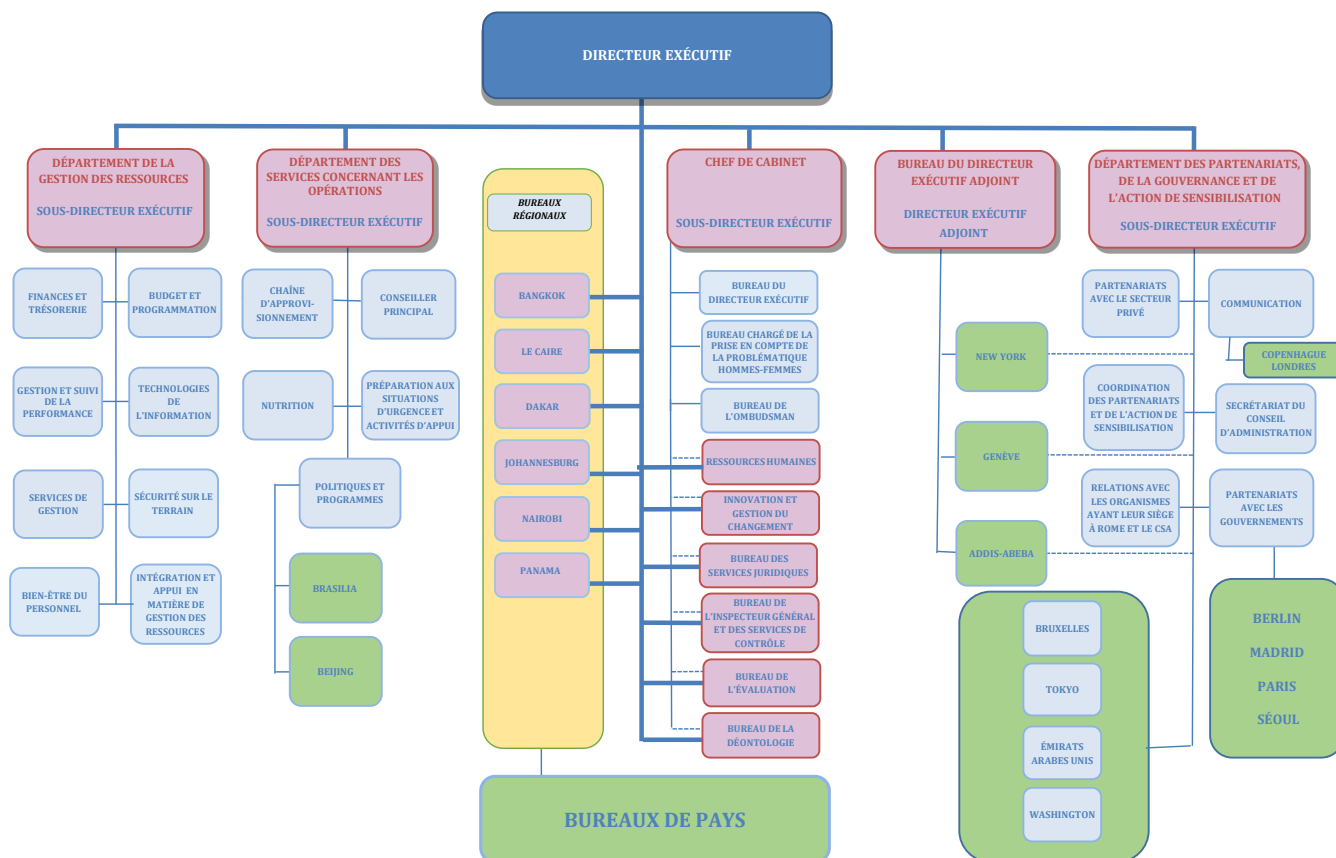 DIRECTEUR EXÉCUTIF
DÉPARTEMENT DE LA
GESTION DES RESSOURCES
SOUS-DIRECTEUR EXÉCUTIF
FINANCES ET
TRÉSORERIE
BUDGET ET
PROGRAMMATION
GESTION ET SUIVI
DE LA
PERFORMANCE
TECHNOLOGIES
DE
L'INFORMATION
SERVICES DE
GESTION
SÉCURITÉ SUR LE
TERRAIN
BIEN-ÊTRE DU
PERSONNEL
INTÉGRATION ET
APPUI EN
MATIÈRE DE
GESTION DES
RESSOURCES
DÉPARTEMENT DES
SERVICES CONCERNANT LES
OPÉRATIONS
SOUS-DIRECTEUR EXÉCUTIF
CHAÎNE
D'APPROVI-
SIONNEMENT
CONSEILLER
PRINCIPAL
NUTRITION
PRÉPARATION AUX
SITUATIONS
D'URGENCE ET
ACTIVITÉS D'APPUI
POLITIQUES ET
PROGRAMMES
BRASILIA
BEIJING
BUREAUX
RÉGIONAUX
BANGKOK
LE CAIRE
DAKAR
JOHANNESBURG
NAIROBI
PANAMA
BUREAUX DE PAYS
CHEF DE CABINET
SOUS-DIRECTEUR EXÉCUTIF
BUREAU DU
DIRECTEUR EXÉCUTIF
BUREAU CHARGÉ DE LA
PRISE EN COMPTE DE
LA PROBLÉMATIQUE
HOMMES-FEMMES
BUREAU DE
L'OMBUDSMAN
RESSOURCES HUMAINES
INNOVATION ET
GESTION DU
CHANGEMENT
BUREAU DES
SERVICES JURIDIQUES
BUREAU DE
L'INSPECTEUR GÉNÉRAL
ET DES SERVICES DE
CONTRÔLE
BUREAU DE
L'ÉVALUATION
BUREAU DE LA
DÉONTOLOGIE
BUREAU DU DIRECTEUR
EXÉCUTIF ADJOINT
DIRECTEUR EXÉCUTIF
ADJOINT
NEW YORK
GENÈVE
ADDIS-ABEBA
DÉPARTEMENT DES PARTENARIATS,
DE LA GOUVERNANCE ET DE
L'ACTION DE SENSIBILISATION
SOUS-DIRECTEUR EXÉCUTIF
PARTENARIATS
AVEC LE SECTEUR
PRIVÉ
COMMUNICATION
COPENHAGUE
LONDRES
COORDINATION
DES PARTENARIATS
ET DE L'ACTION DE
SENSIBILISATION
SECRÉTARIAT DU
CONSEIL
D'ADMINISTRATION
RELATIONS AVEC
LES ORGANISMES
AYANT LEUR SIÈGE
À ROME ET LE CSA
PARTENARIATS
AVEC LES
GOUVERNEMENTS
BRUXELLES
TOKYO
ÉMIRATS
ARABES UNIS
WASHINGTON
BERLIN
MADRID
PARIS
SÉOUL